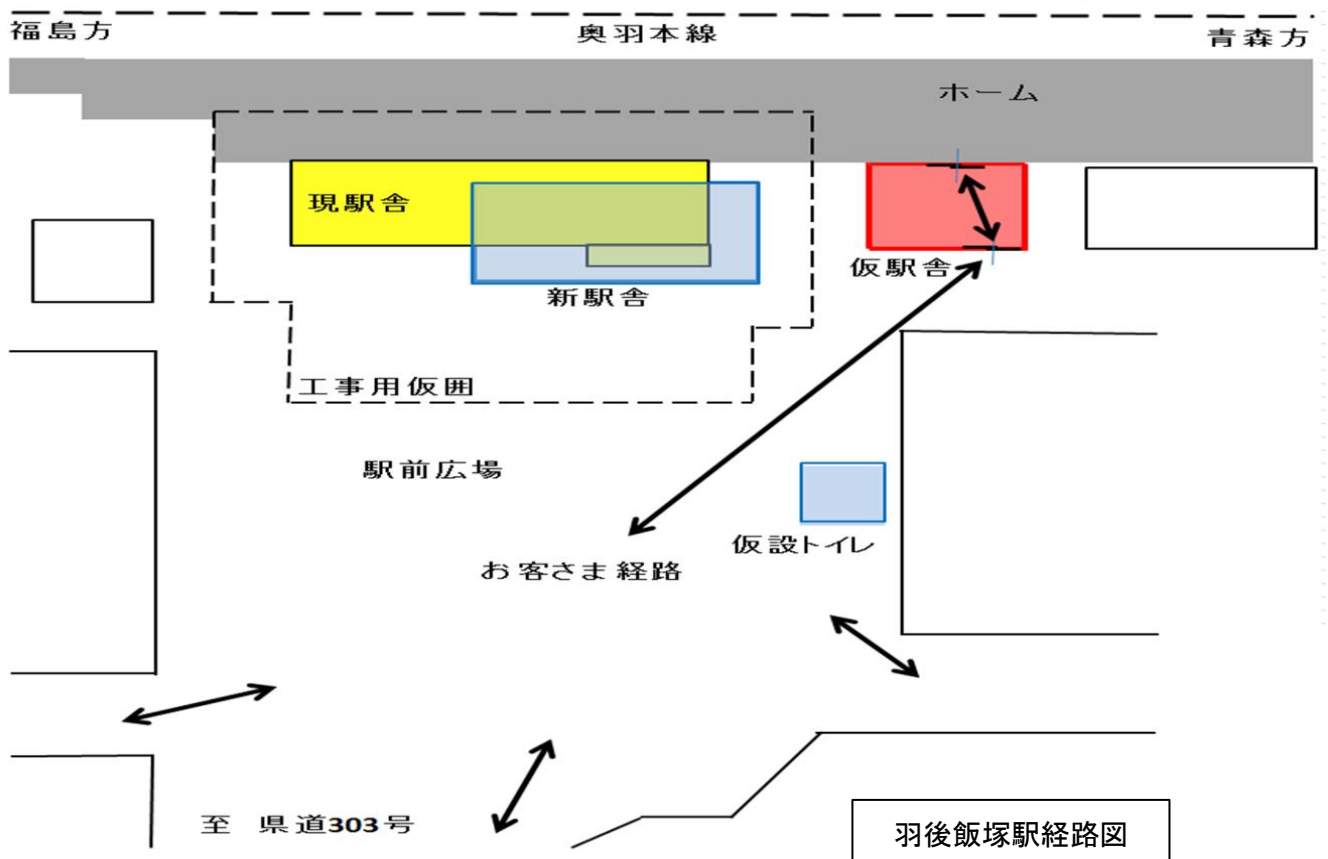 福島方
奥羽本線
青森方
ホーム
現駅舎
仮駅舎
新駅舎
工事用仮囲
駅前広場
仮設トイレ
お客さま経路
至 県道303号
羽後飯塚駅経路図